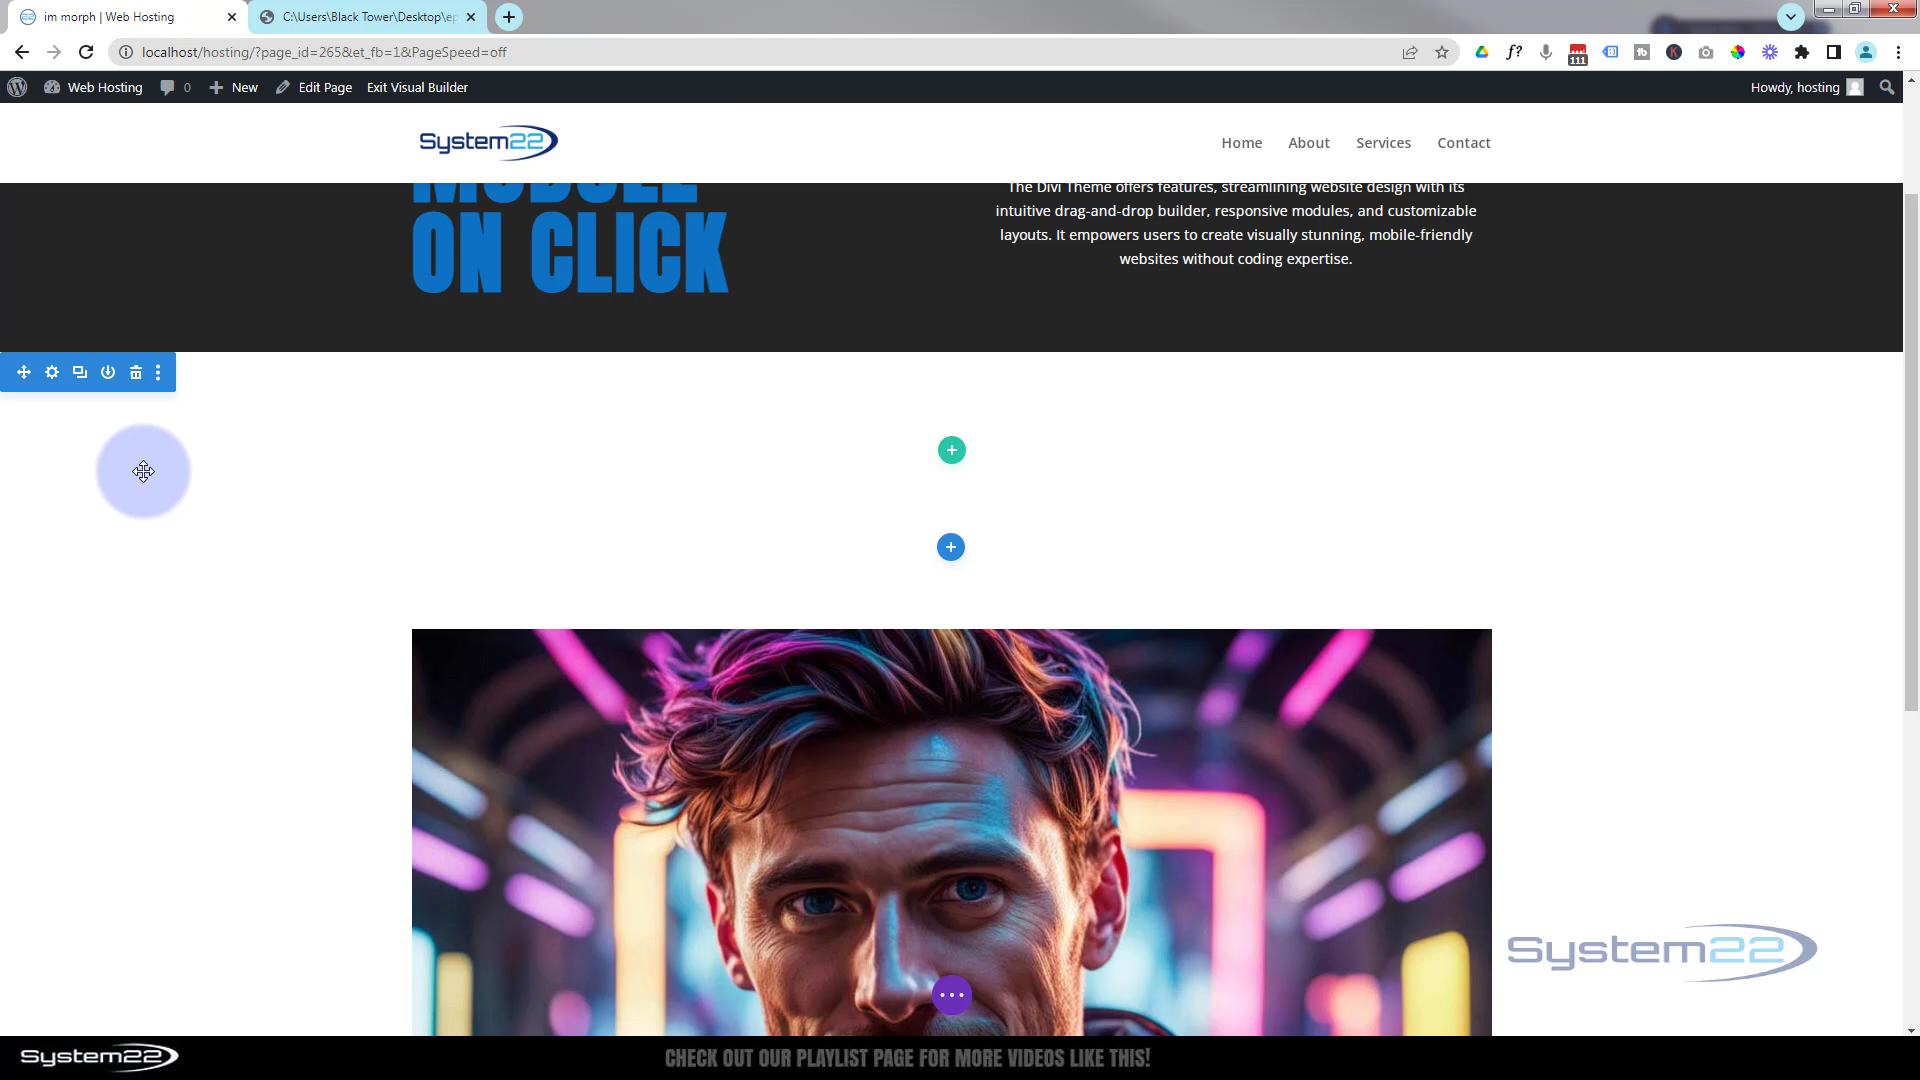 im morph | Web Hosting
C:\Users\Black Tower\Desktop\ep
localhost/hosting/?page_id=265&et_fb=1&PageSpeed=off
f?
tb
K
111
Web Hosting
0
New
Edit Page
Exit Visual Builder
Howdy, hosting
System22
Home
About
Services
Contact
MODULE
ON CLICK
The Divi Theme offers features, streamlining website design with its
intuitive drag-and-drop builder, responsive modules, and customizable
layouts. It empowers users to create visually stunning, mobile-friendly
websites without coding expertise.
System22
System22
CHECK OUT OUR PLAYLIST PAGE FOR MORE VIDEOS LIKE THIS!